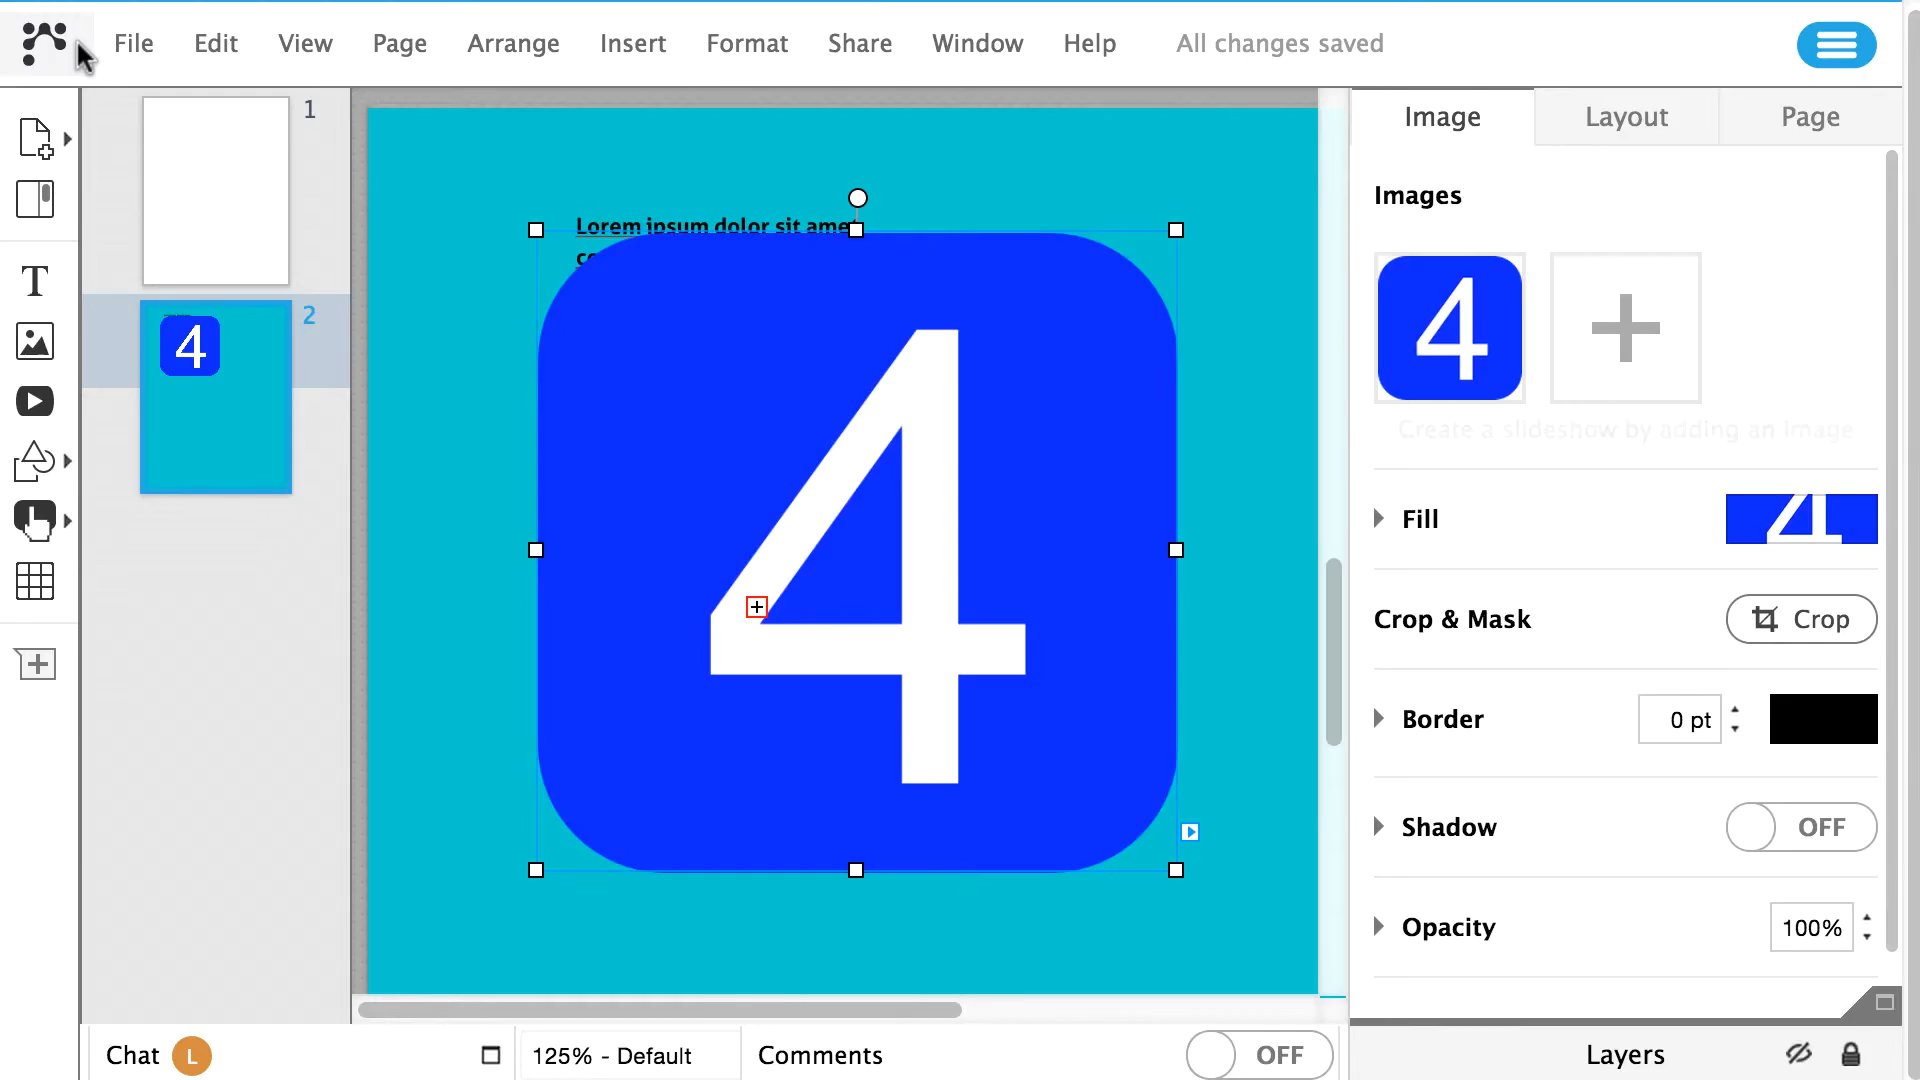 File Edit View Page Arrange Insert Format Share Window Help All changes saved
1
2
4
Lorem ipsum dolor sit amet
4
Image Layout Page
Images
4
Create a slideshow by adding an image
Fill
Crop & Mask Crop
Border 0 pt
Shadow OFF
Opacity 100%
Chat L 125% - Default Comments OFF
Layers